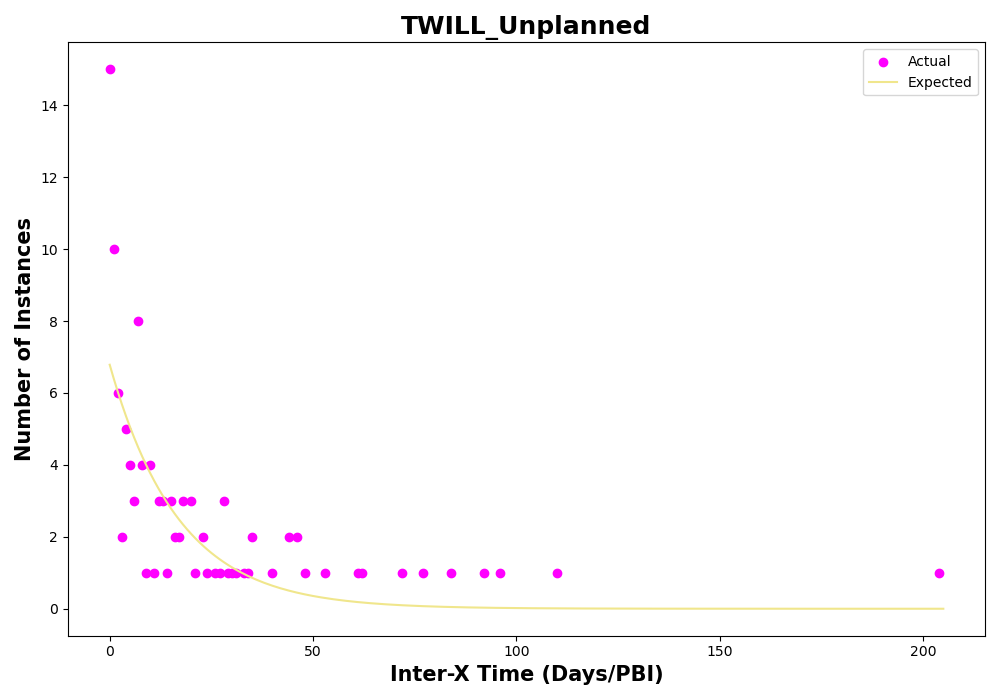 TWILL_Unplanned
Actual
Expected
Number of Instances
14
12
10
8
6
4
2
0
0 50 100 150 200
Inter-X Time (Days/PBI)